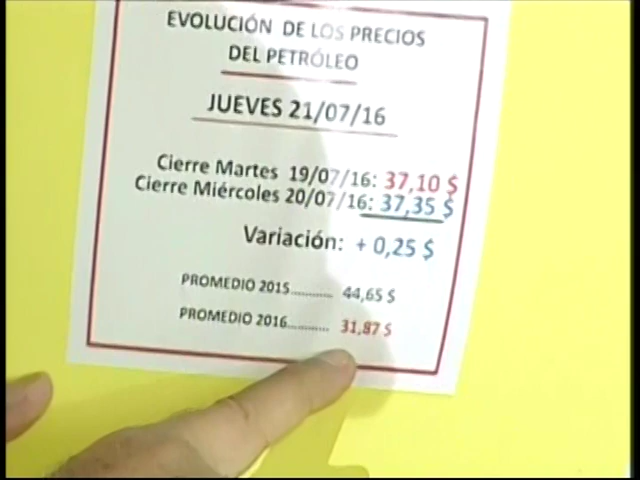 EVOLUCIÓN DE LOS PRECIOS
DEL PETRÓLEO
JUEVES 21/07/16
Cierre Martes 19/07/16: 37,10 $
Cierre Miércoles 20/07/16: 37,35 $
Variación: + 0,25 $
PROMEDIO 2015........... 44,65 $
PROMEDIO 2016........... 31,87 $